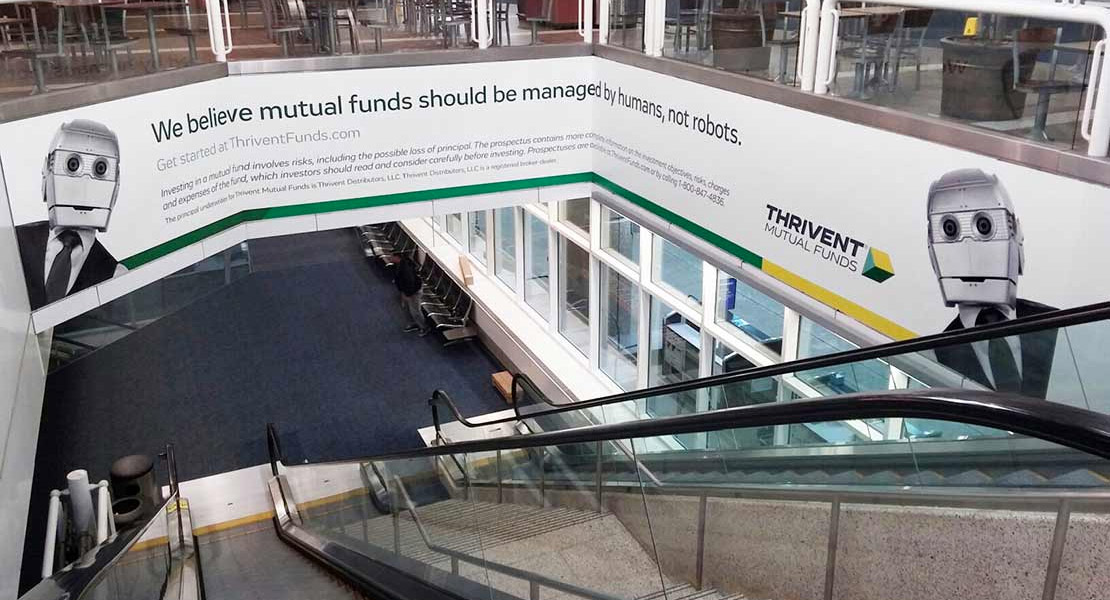 We believe mutual funds should be managed by humans, not robots.
Get started at ThriventFunds.com
Investing in a mutual fund involves risks, including the possible loss of principal. The prospectus contains more complete information on the investment objectives, risks, charges
and expenses of the fund, which investors should read and consider carefully before investing. Prospectuses are available at ThriventFunds.com or by calling 1-800-847-4836.
The principal underwriter for Thrivent Mutual Funds is Thrivent Distributors, LLC. Thrivent Distributors, LLC is a registered broker-dealer.
THRIVENT
MUTUAL FUNDS